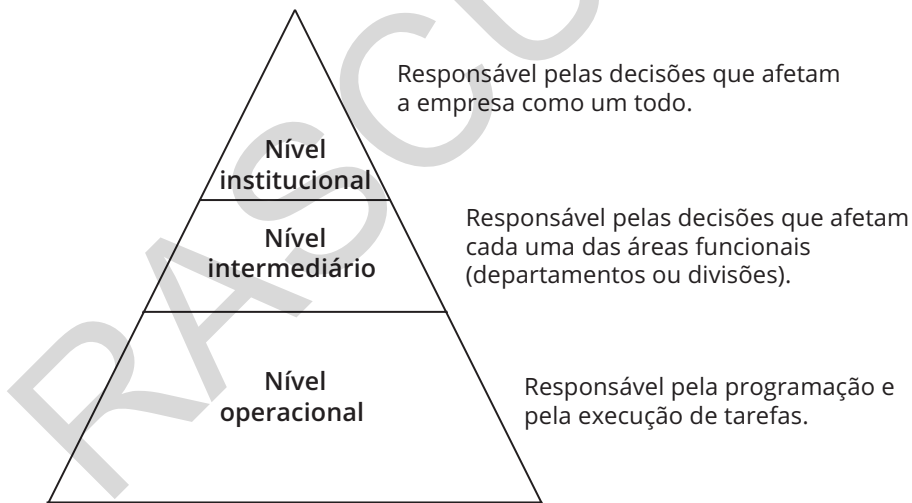 Responsável pelas decisões que afetam
a empresa como um todo.
Nível
institucional
Responsável pelas decisões que afetam
cada uma das áreas funcionais
(departamentos ou divisões).
Nível
intermediário
Nível
operacional
Responsável pela programação e
pela execução de tarefas.
RASCU